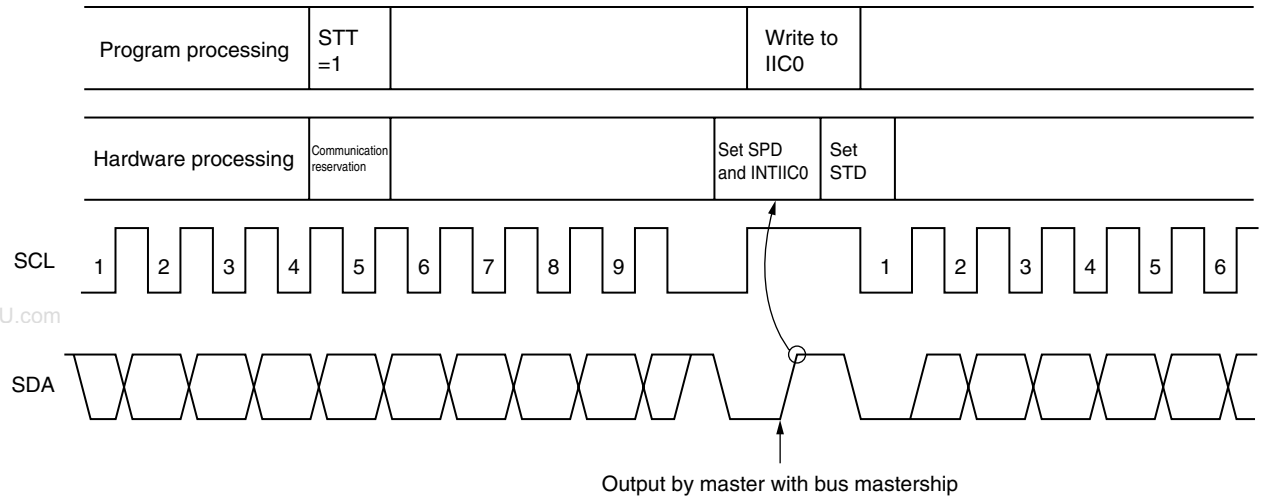 Program processing
STT
=1
Write to
IIC0
Hardware processing
Communication
reservation
Set SPD
and INTIIC0
Set
STD
SCL
1 2 3 4 5 6 7 8 9 1 2 3 4 5 6
U.com
SDA
Output by master with bus mastership